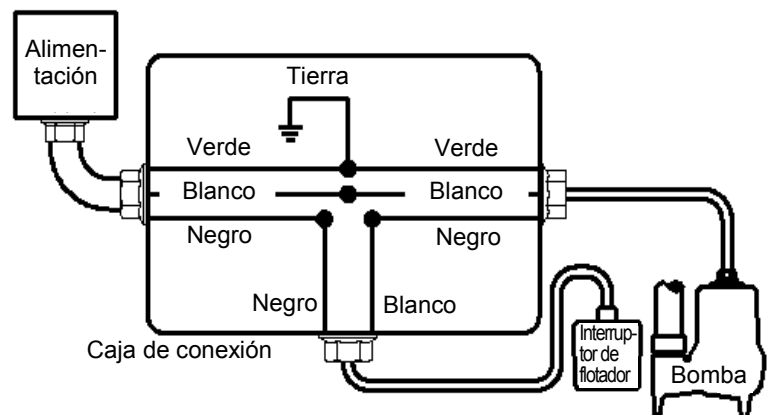 Alimen-
tación
Tierra
Verde
Verde
Blanco
Blanco
Negro
Negro
Negro
Blanco
Caja de conexión
Interrup-
tor de
flotador
Bomba